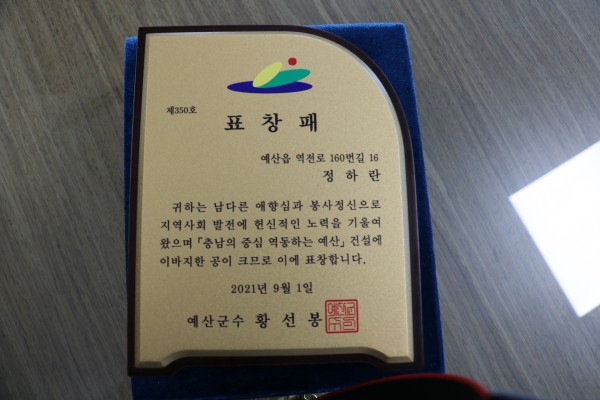 제350호
표 창 패
예산읍 역전로 160번길 16
정 하 란
귀하는 남다른 애향심과 봉사정신으로
지역사회 발전에 헌신적인 노력을 기울여
왔으며 「충남의 중심 역동하는 예산」 건설에
이바지한 공이 크므로 이에 표창합니다.
2021년 9월 1일
예산군수 황 선 봉